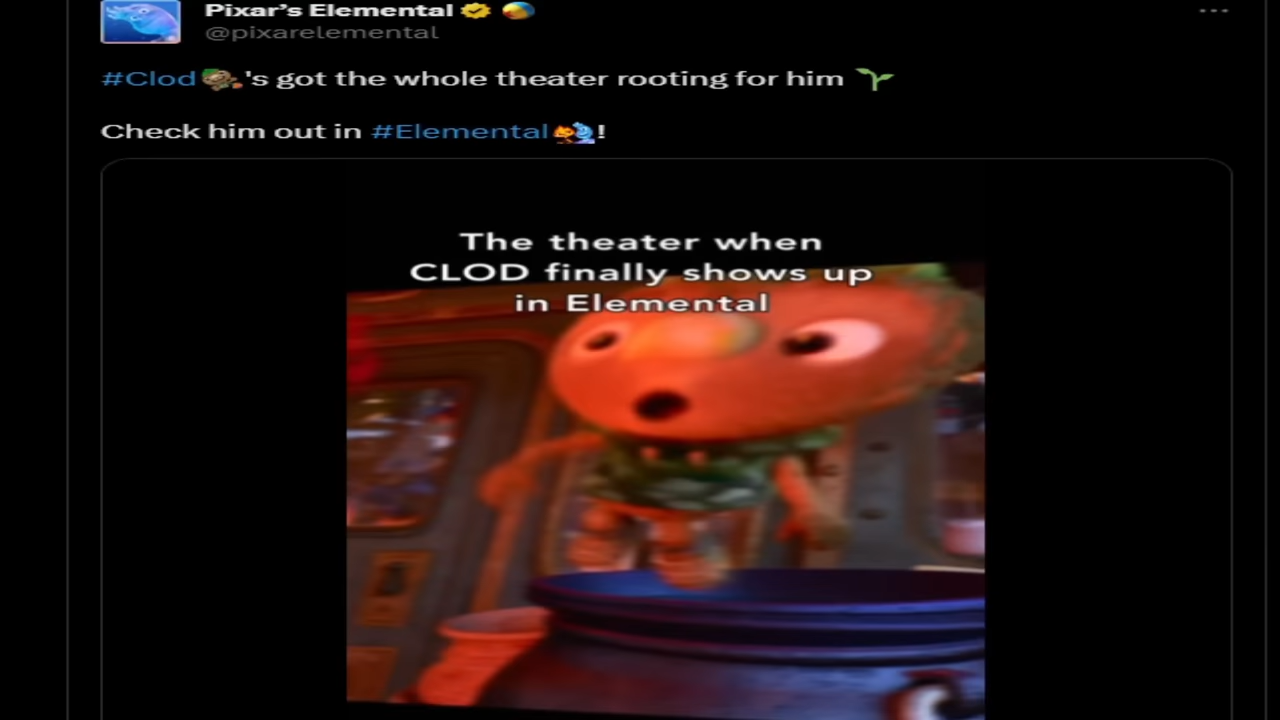 Pixar's Elemental
@pixarelemental
#Clod's got the whole theater rooting for him
Check him out in #Elemental!
The theater when
CLOD finally shows up
in Elemental